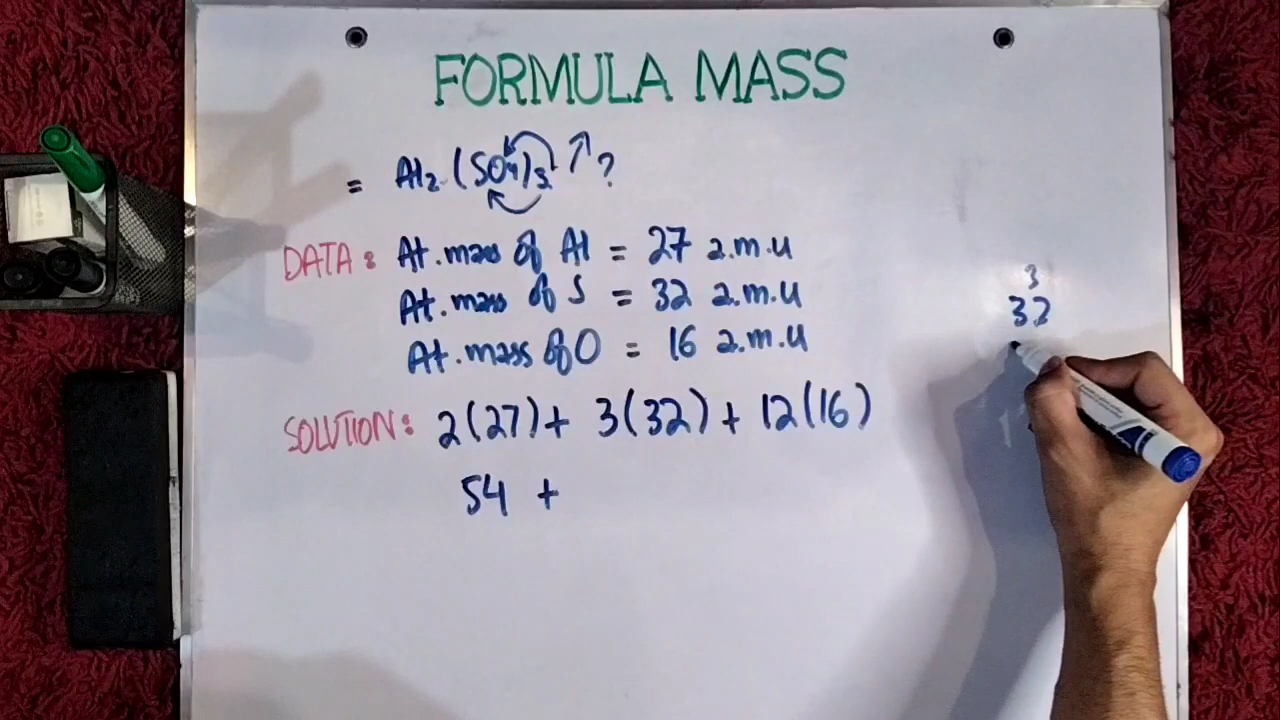 FORMULA MASS
= Al2 (SO4)3 ?
DATA: At. mass of Al = 27 a.m.u
At. mass of S = 32 a.m.u
At. mass of O = 16 a.m.u
3
32
SOLUTION: 2(27)+ 3(32)+ 12(16)
54 +